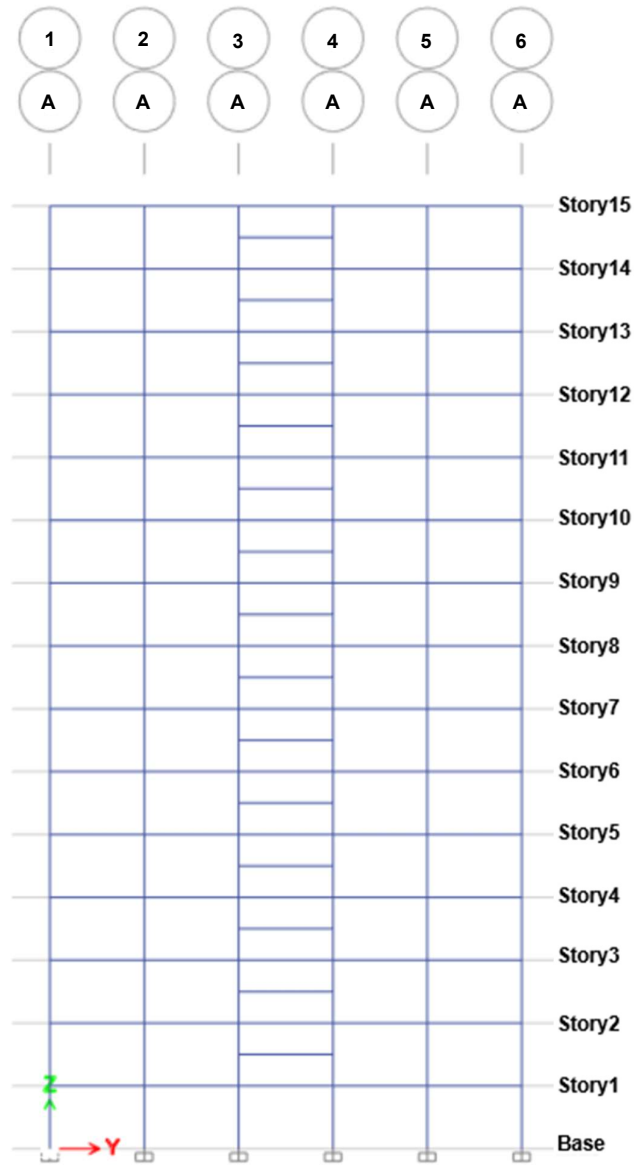 1 2 3 4 5 6
A A A A A A
Story15
Story14
Story13
Story12
Story11
Story10
Story9
Story8
Story7
Story6
Story5
Story4
Story3
Story2
Z Story1
Y Base